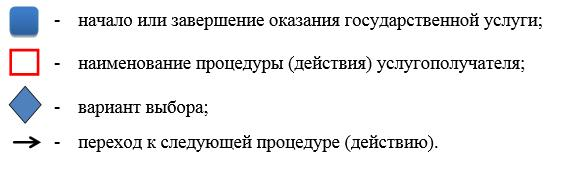 - начало или завершение оказания государственной услуги;
- наименование процедуры (действия) услугополучателя;
- вариант выбора;
- переход к следующей процедуре (действию).